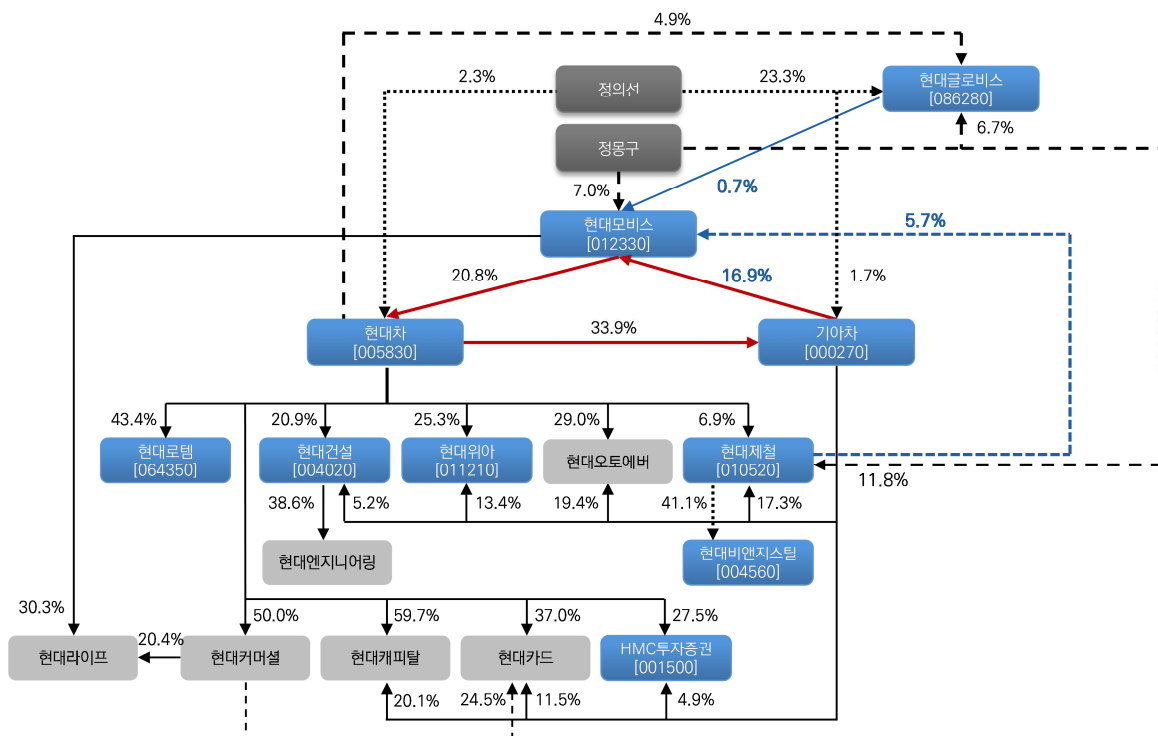 4.9%
2.3%
정의선
23.3%
현대글로비스
[086280]
정몽구
6.7%
7.0%
0.7%
현대모비스
[012330]
5.7%
20.8%
16.9%
1.7%
현대차
[005830]
33.9%
기아차
[000270]
43.4%
20.9%
25.3%
29.0%
6.9%
현대로템
[064350]
현대건설
[004020]
현대위아
[011210]
현대오토에버
현대제철
[010520]
11.8%
38.6%
5.2%
13.4%
19.4%
41.1%
17.3%
현대엔지니어링
현대비앤지스틸
[004560]
30.3%
50.0%
59.7%
37.0%
27.5%
현대라이프
20.4%
현대커머셜
현대캐피탈
현대카드
HMC투자증권
[001500]
20.1%
24.5%
11.5%
4.9%